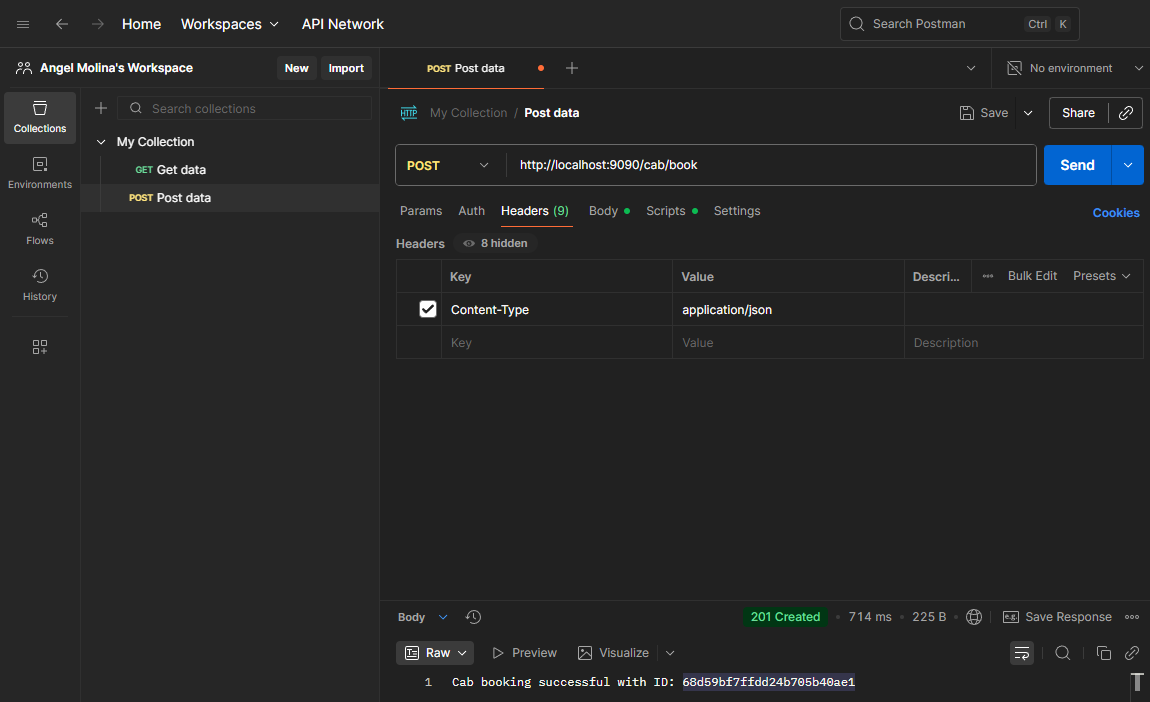 Home Workspaces API Network Search Postman Ctrl K
Angel Molina's Workspace New Import POST Post data No environment
Collections
Environments
Flows
History
Search collections
My Collection
GET Get data
POST Post data
HTTP My Collection / Post data Save Share
POST http://localhost:9090/cab/book Send
Params Auth Headers (9) Body Scripts Settings Cookies
Headers 8 hidden
Key Value Descri... Bulk Edit Presets
Content-Type application/json
Key Value Description
Body 201 Created 714 ms 225 B e.g. Save Response
Raw Preview Visualize
1 Cab booking successful with ID: 68d59bf7ffdd24b705b40ae1